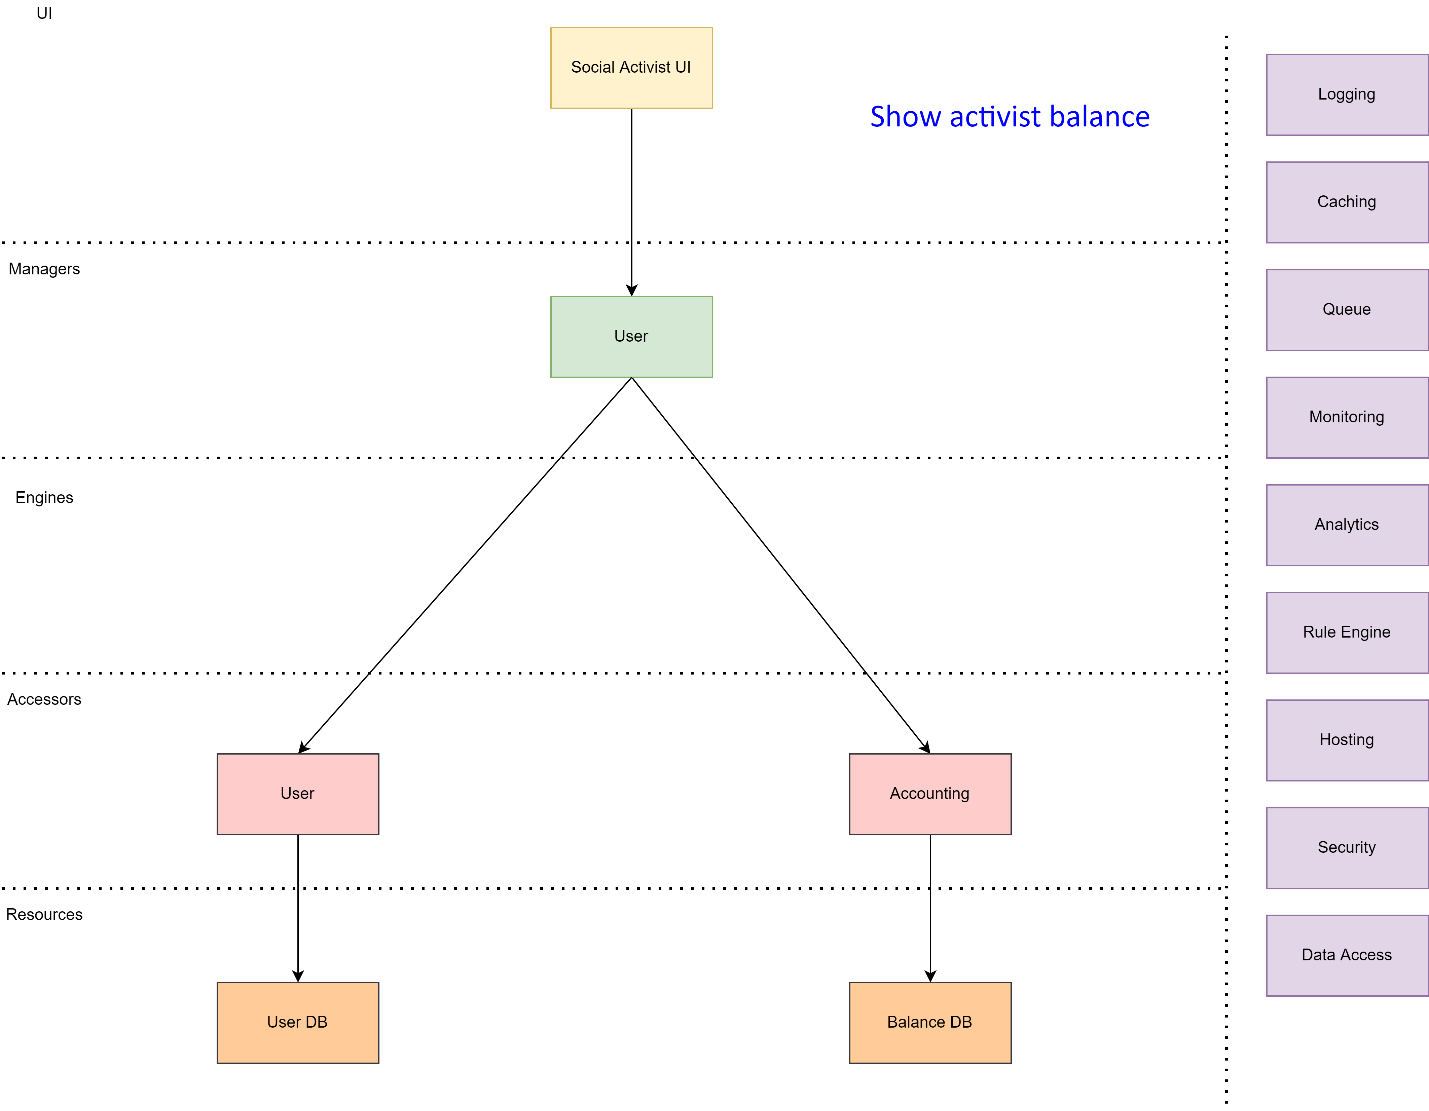 UI
Social Activist UI
Show activist balance
Managers
User
Engines
Accessors
User
Accounting
Resources
User DB
Balance DB
Logging
Caching
Queue
Monitoring
Analytics
Rule Engine
Hosting
Security
Data Access